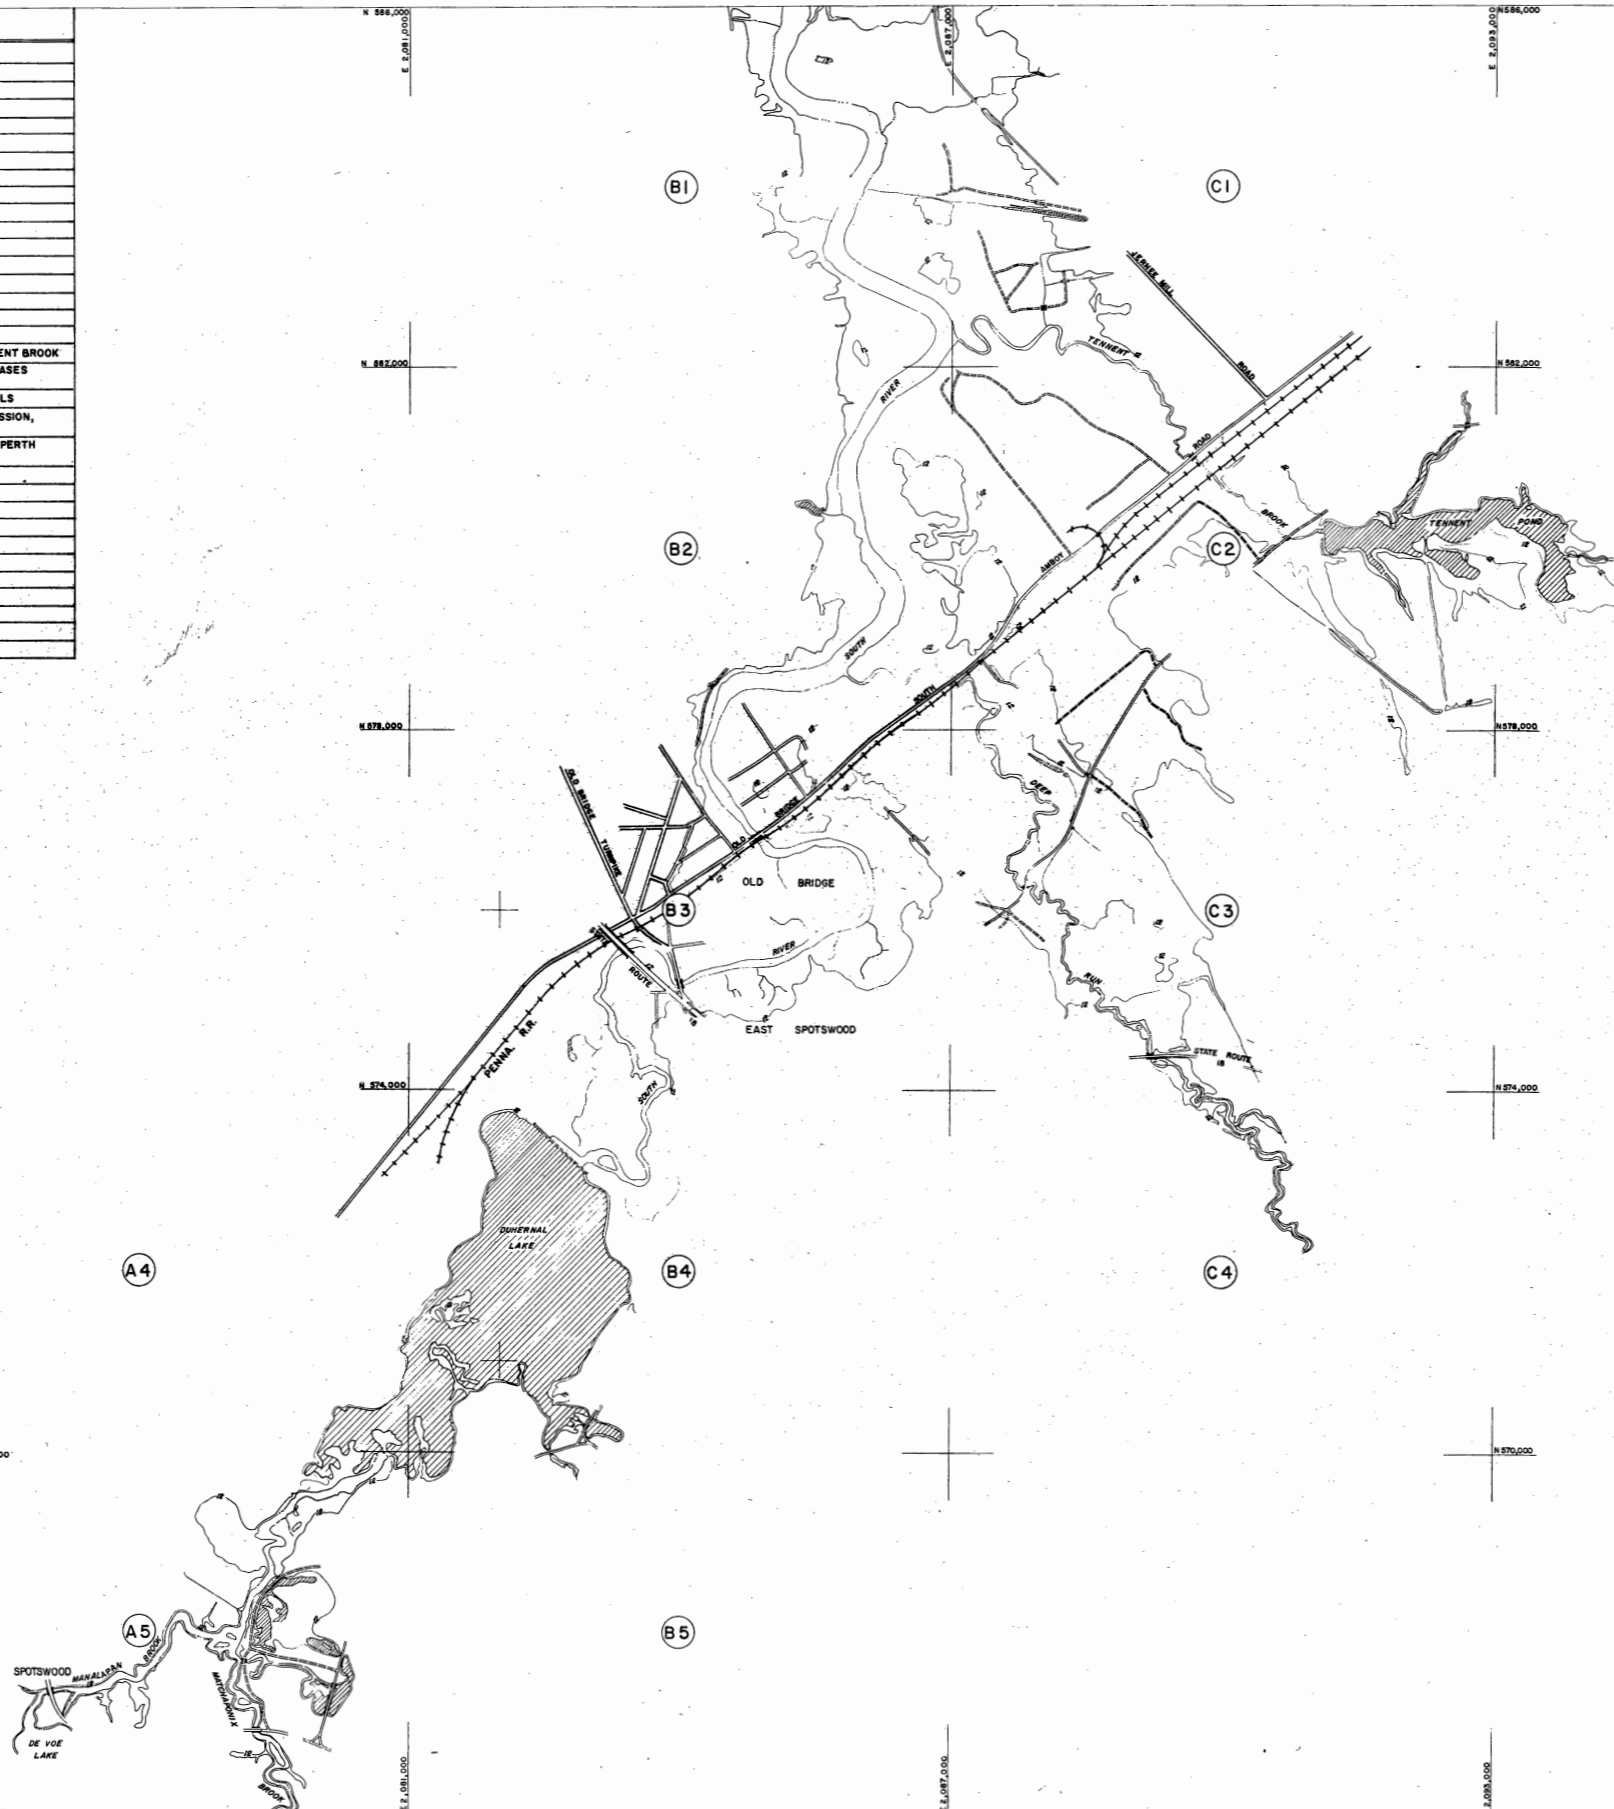 N 586,000
E 2,081,000
E 2,087,000
N 586,000
E 2,093,000
B1
C1
JERNEE MILL
ROAD
ENT BROOK
ASES
LS
SSION,
PERTH
N 582,000
N 582,000
TENNENT
RIVER
ROAD
BROOK
TENNENT POND
B2
C2
AMBOY
SOUTH
SOUTH
N 578,000
N 578,000
OLD BRIDGE
TURNPIKE
DEEP
BRIDGE
OLD
OLD BRIDGE
B3
C3
RIVER
ROUTE
RUN
EAST SPOTSWOOD
PENNA. R.R.
STATE ROUTE
18
SOUTH
N 574,000
N 574,000
DUHERNAL
LAKE
A4
B4
C4
N 570,000
A5
B5
SPOTSWOOD
MANALAPAN
BROOK
MATCHAPONIX
BROOK
DE VOE
LAKE
E 2,081,000
E 2,087,000
2,093,000